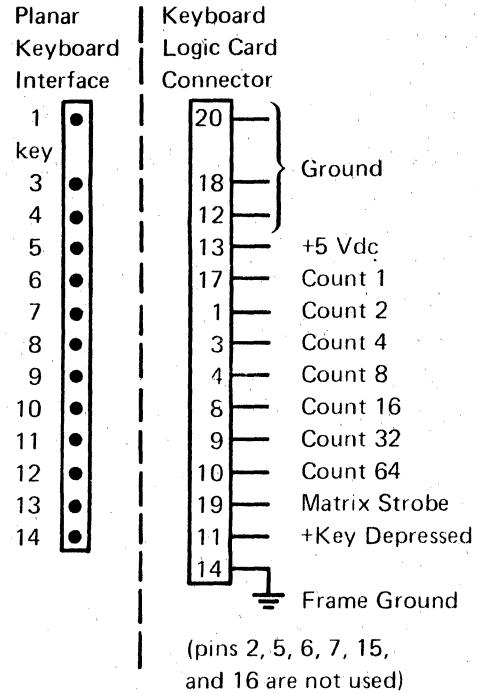 Planar Keyboard
Keyboard Logic Card
Interface Connector
1 20
key
3 18 Ground
4 12
5 13 +5 Vdc
6 17 Count 1
7 1 Count 2
8 3 Count 4
9 4 Count 8
10 8 Count 16
11 9 Count 32
12 10 Count 64
13 19 Matrix Strobe
14 11 +Key Depressed
14
Frame Ground
(pins 2, 5, 6, 7, 15,
and 16 are not used)